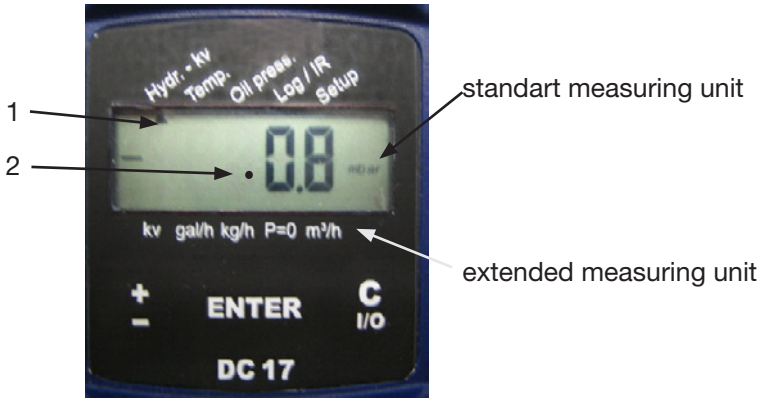 Hydr. - kv Temp. Oil press. Log / IR Setup
standart measuring unit
1
2
0.8 mbar
kv gal/h kg/h P=0 m³/h
extended measuring unit
+
- ENTER C
I/O
DC 17